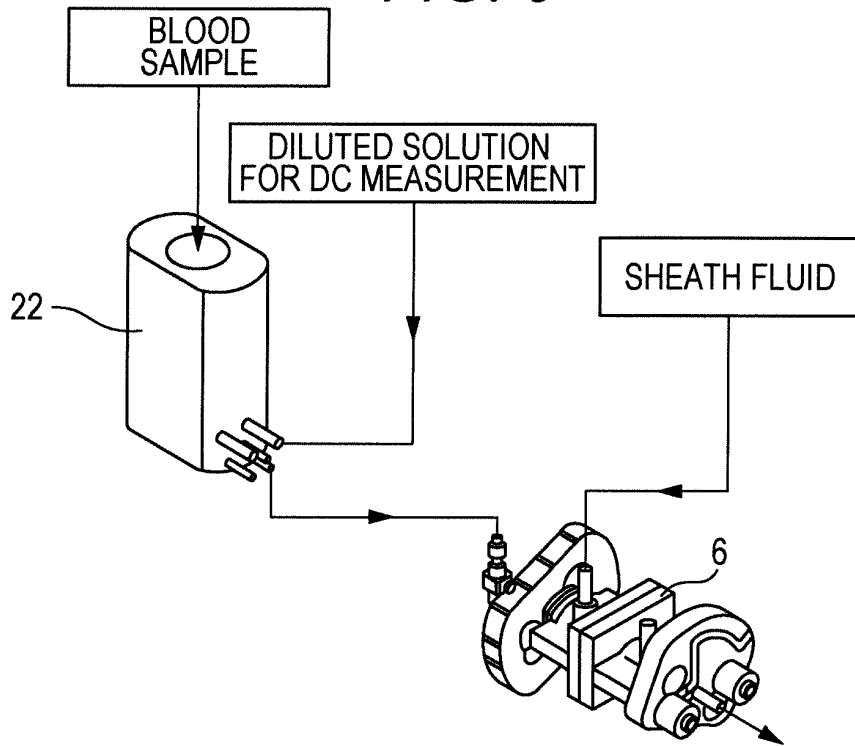 BLOOD
SAMPLE
DILUTED SOLUTION
FOR DC MEASUREMENT
SHEATH FLUID
22
6